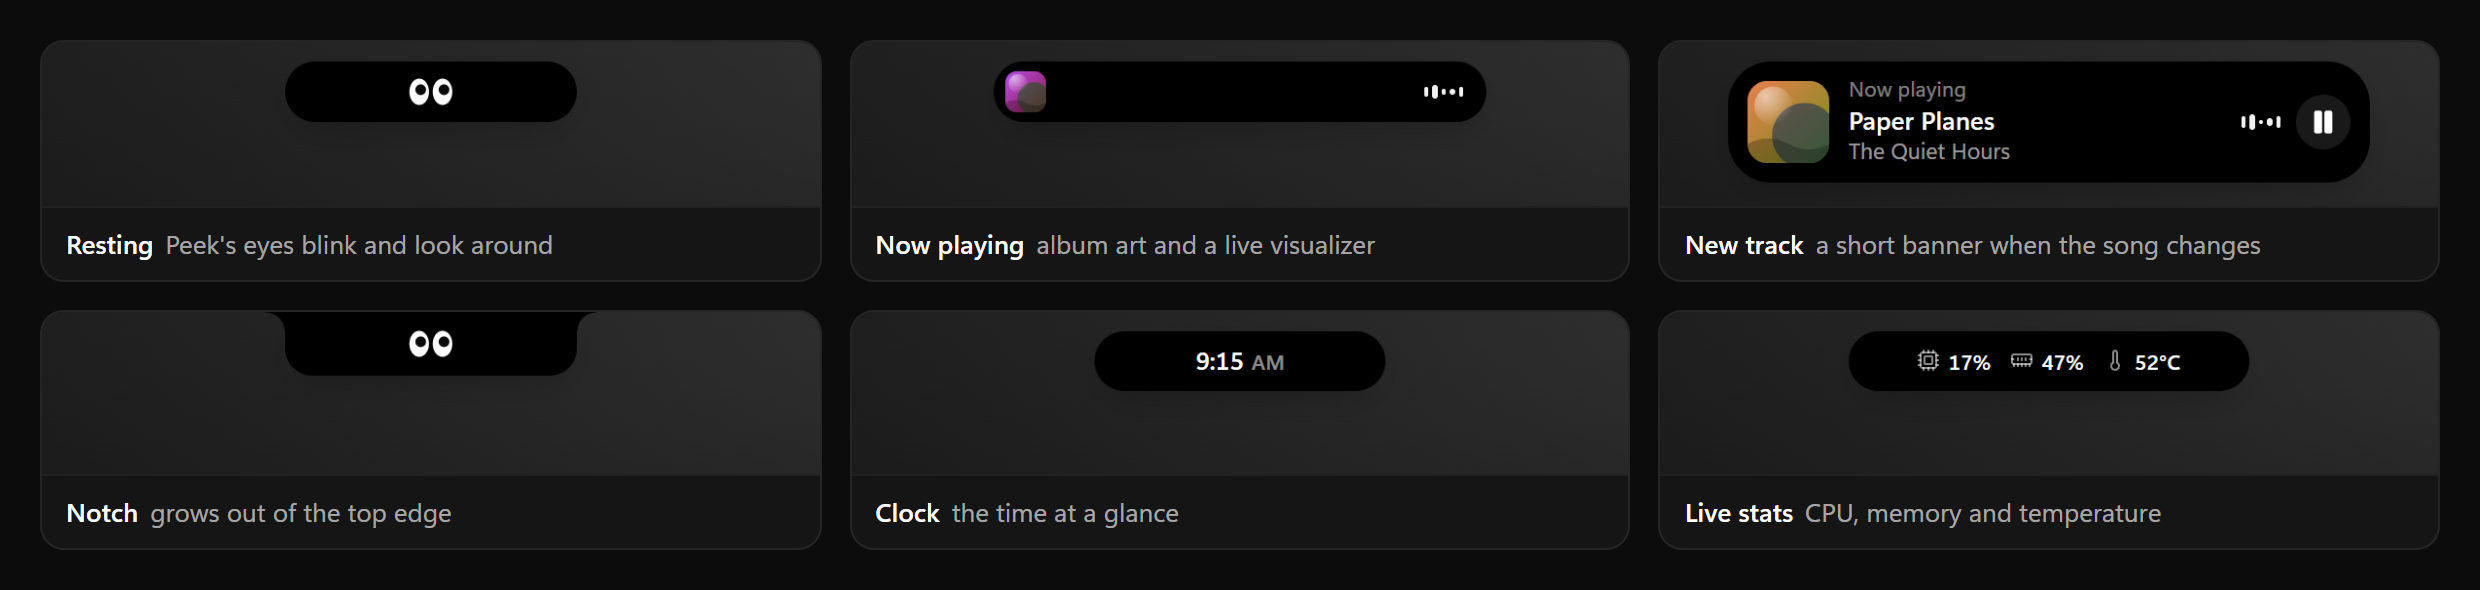 Now playing
Paper Planes
The Quiet Hours
Resting Peek's eyes blink and look around
Now playing album art and a live visualizer
New track a short banner when the song changes
9:15 AM
17% 47% 52°C
Notch grows out of the top edge
Clock the time at a glance
Live stats CPU, memory and temperature